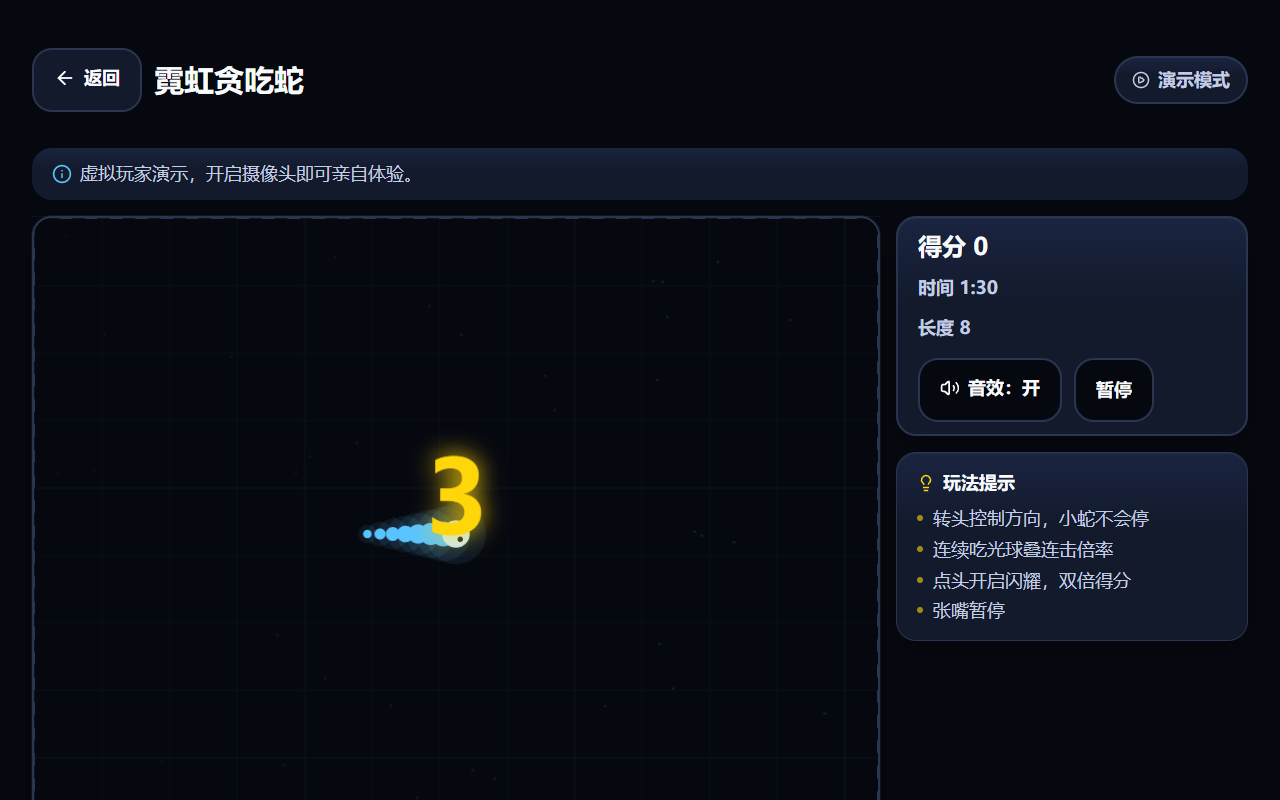 返回
霓虹贪吃蛇
演示模式
虚拟玩家演示，开启摄像头即可亲自体验。
得分 0
时间 1:30
长度 8
音效：开
暂停
3
玩法提示
转头控制方向，小蛇不会停
连续吃光球叠连击倍率
点头开启闪耀，双倍得分
张嘴暂停